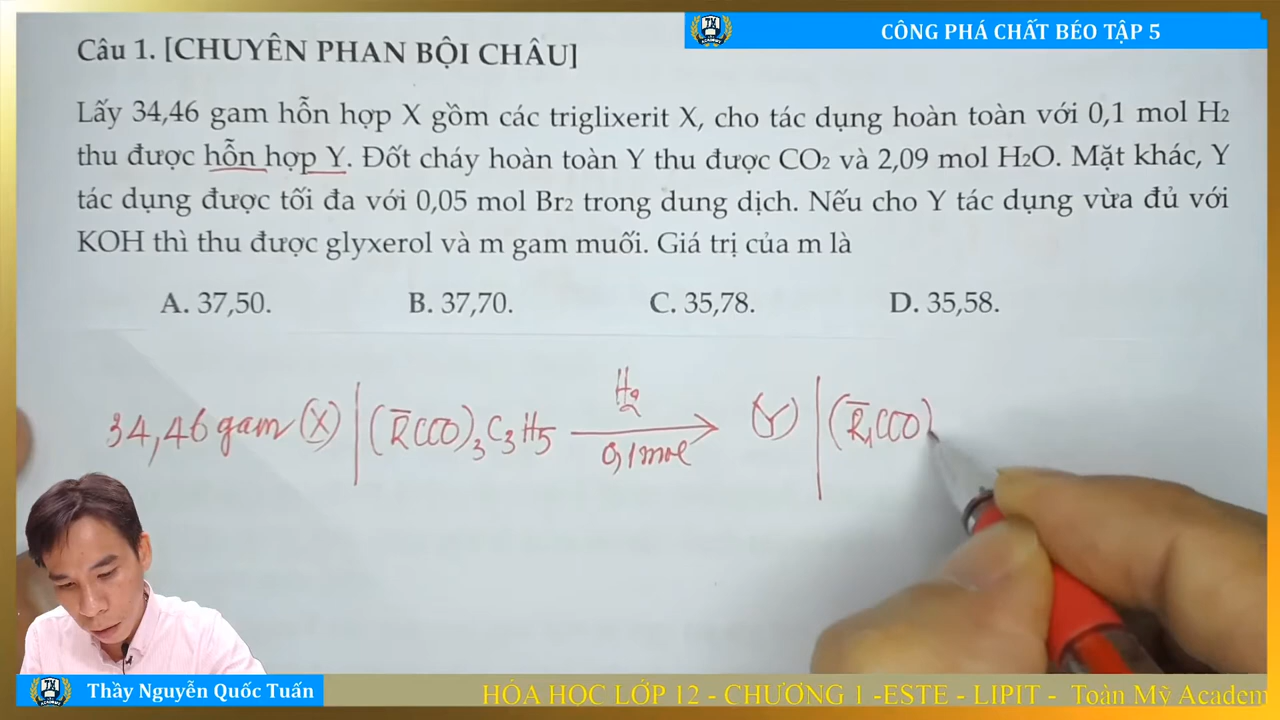 CÔNG PHÁ CHẤT BÉO TẬP 5
Câu 1. [CHUYÊN PHAN BỘI CHÂU]
Lấy 34,46 gam hỗn hợp X gồm các triglixerit X, cho tác dụng hoàn toàn với 0,1 mol H2
thu được hỗn hợp Y. Đốt cháy hoàn toàn Y thu được CO2 và 2,09 mol H2O. Mặt khác, Y
tác dụng được tối đa với 0,05 mol Br2 trong dung dịch. Nếu cho Y tác dụng vừa đủ với
KOH thì thu được glyxerol và m gam muối. Giá trị của m là
A. 37,50. B. 37,70. C. 35,78. D. 35,58.
H2
34,46 gam (X) | (R̄COO)3C3H5 → (Y) | (R̄1COO)
0,1 mol
Thầy Nguyễn Quốc Tuấn
HÓA HỌC LỚP 12 - CHƯƠNG 1 -ESTE - LIPIT - Toàn Mỹ Academ